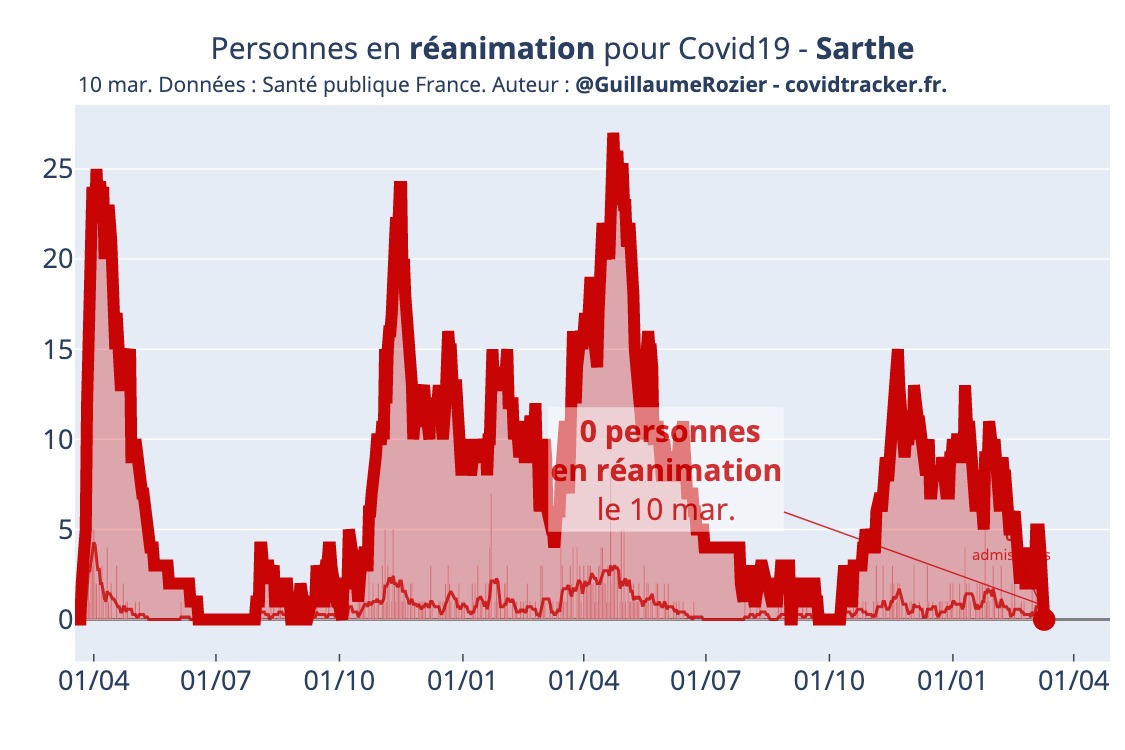 Personnes en réanimation pour Covid19 - Sarthe
10 mar. Données : Santé publique France. Auteur : @GuillaumeRozier - covidtracker.fr.
25
20
15
10
5
0
0 personnes
en réanimation
le 10 mar.
01/04 01/07 01/10 01/01 01/04 01/07 01/10 01/01 01/04